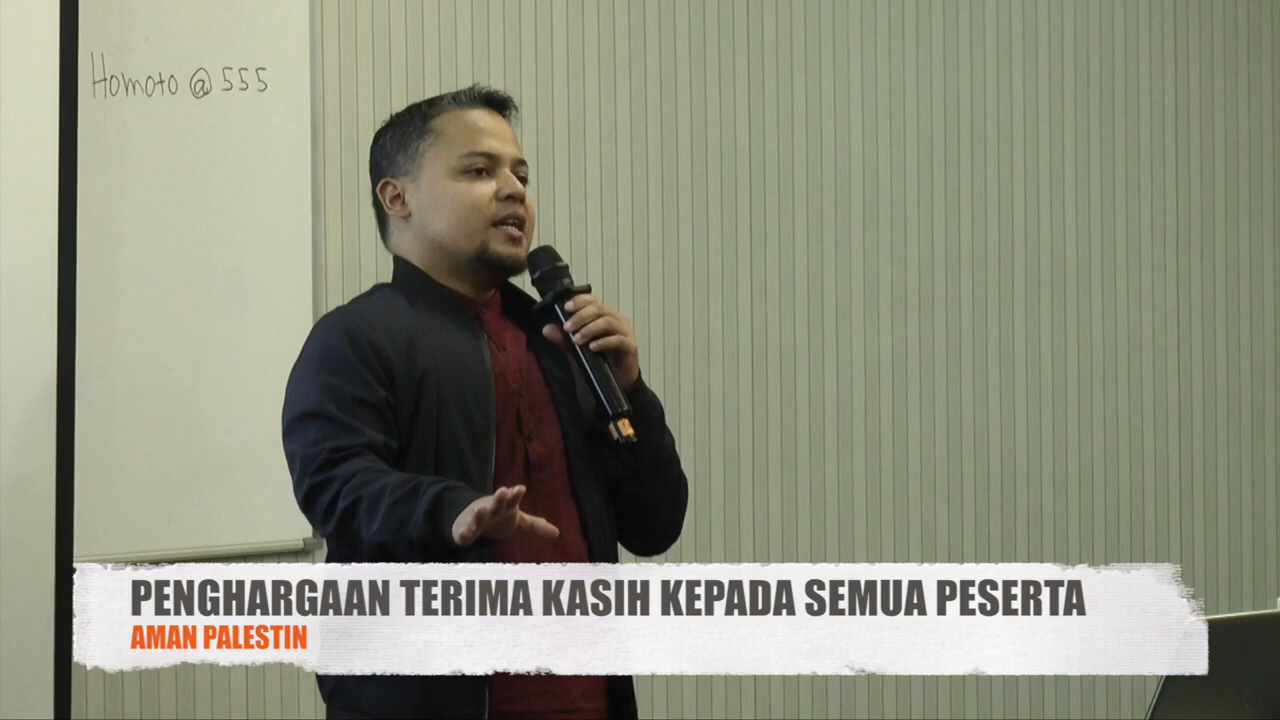 Homoto @ 555
PENGHARGAAN TERIMA KASIH KEPADA SEMUA PESERTA
AMAN PALESTIN